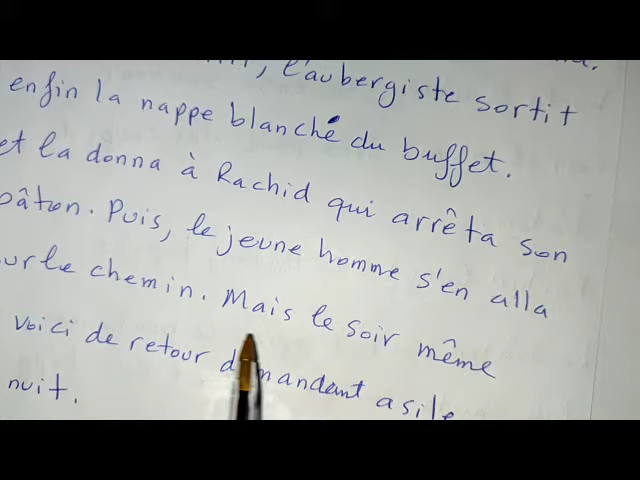 l'aubergiste sortit
enfin la nappe blanche du buffet.
et la donna à Rachid qui arrêta son
bâton. Puis, le jeune homme s'en alla
sur le chemin. Mais le soir même
voici de retour demandant asile
nuit.